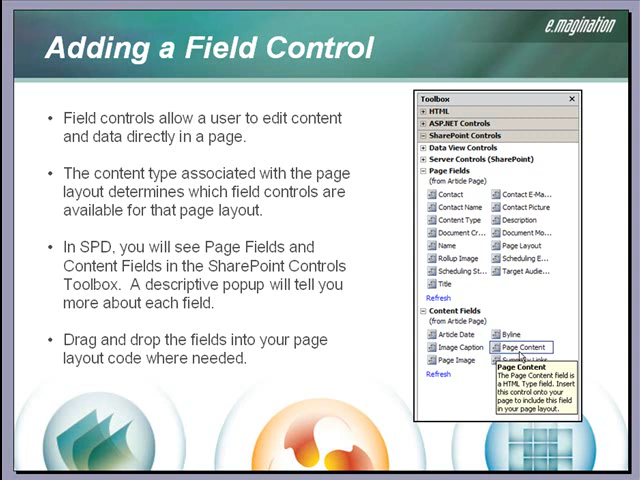 e.magination
Adding a Field Control
• Field controls allow a user to edit content
and data directly in a page.
• The content type associated with the page
layout determines which field controls are
available for that page layout.
• In SPD, you will see Page Fields and
Content Fields in the SharePoint Controls
Toolbox. A descriptive popup will tell you
more about each field.
• Drag and drop the fields into your page
layout code where needed.
Toolbox
HTML
ASP.NET Controls
SharePoint Controls
Data View Controls
Server Controls (SharePoint)
Page Fields
(from Article Page)
Contact Contact E-Ma...
Contact Name Contact Picture
Content Type Description
Document Cr... Document Mo...
Name Page Layout
Rollup Image Scheduling E...
Scheduling St... Target Audie...
Title
Refresh
Content Fields
(from Article Page)
Article Date Byline
Image Caption Page Content
Page Image Summary Links
Refresh
Page Content
The Page Content field is
a HTML Type field. Insert
this control onto your
page to include this field
in your page layout.